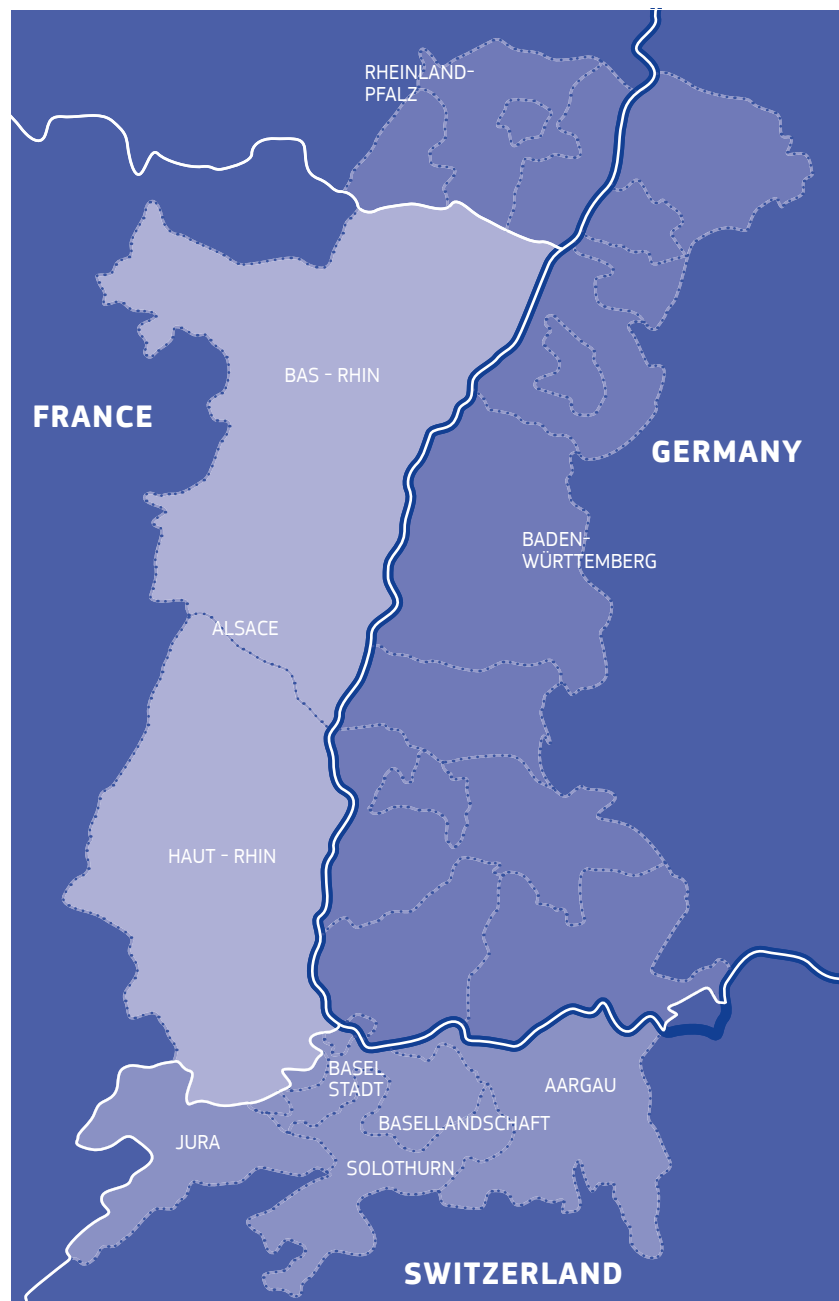 RHEINLAND-
PFALZ
BAS - RHIN
FRANCE
GERMANY
BADEN-
WÜRTTEMBERG
ALSACE
HAUT - RHIN
BASEL
STADT
AARGAU
BASELLANDSCHAFT
JURA
SOLOTHURN
SWITZERLAND